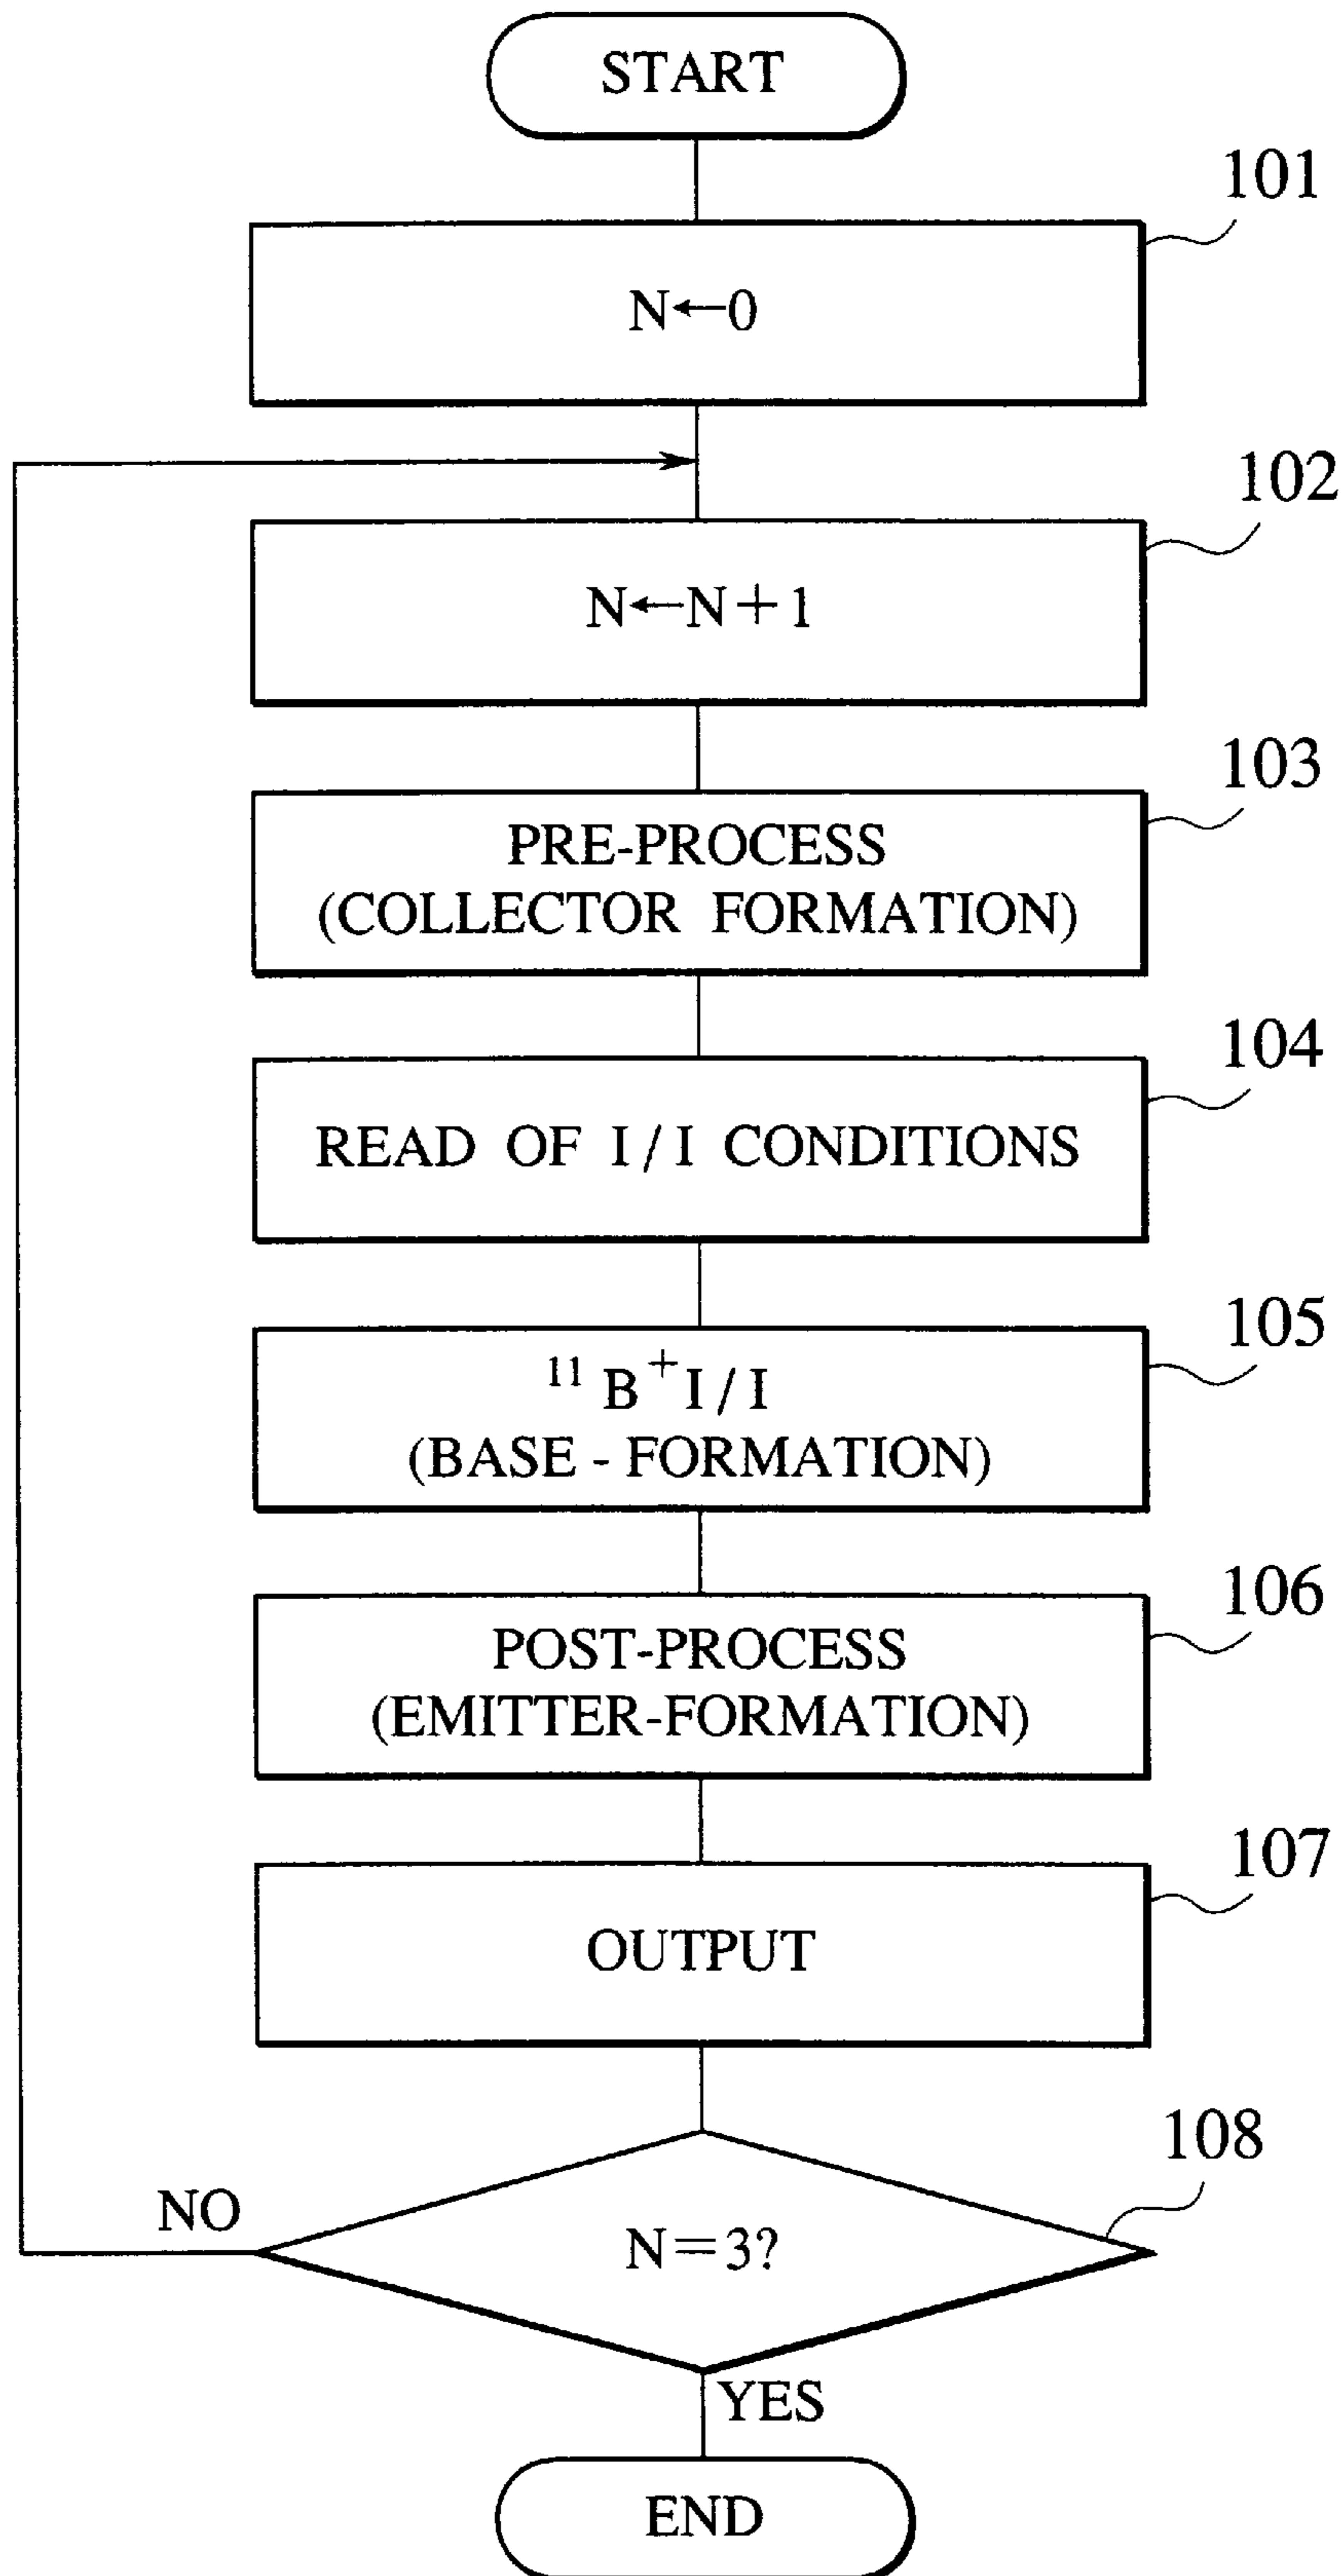 START
101
N←0
102
N←N+1
103
PRE-PROCESS
(COLLECTOR FORMATION)
104
READ OF I/I CONDITIONS
105
¹¹B⁺I/I
(BASE - FORMATION)
106
POST-PROCESS
(EMITTER-FORMATION)
107
OUTPUT
108
NO
N=3?
YES
END